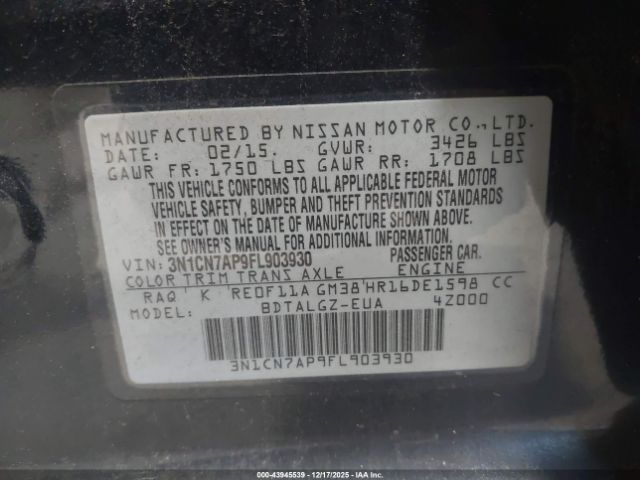 MANUFACTURED BY NISSAN MOTOR CO., LTD.
DATE: 02/15. GVWR: 3426 LBS
GAWR FR: 1750 LBS GAWR RR: 1708 LBS
THIS VEHICLE CONFORMS TO ALL APPLICABLE FEDERAL MOTOR
VEHICLE SAFETY, BUMPER AND THEFT PREVENTION STANDARDS
IN EFFECT ON THE DATE OF MANUFACTURE SHOWN ABOVE.
SEE OWNER'S MANUAL FOR ADDITIONAL INFORMATION.
VIN: 3N1CN7AP9FL903930 PASSENGER CAR.
COLOR TRIM TRANS AXLE ENGINE
RAQ' K 'RE0F11A GM38'HR16DE1598 CC
BDTALGZ-EUA 4Z000
3N1CN7AP9FL903930
000-43945539 - 12/17/2025 - IAAI.COM